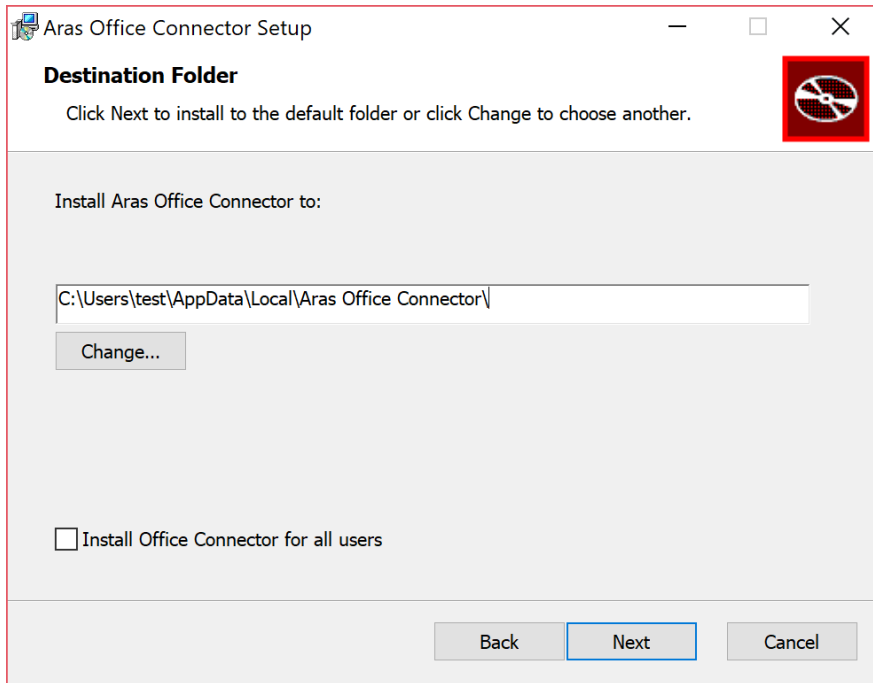 Aras Office Connector Setup
Destination Folder
Click Next to install to the default folder or click Change to choose another.
Install Aras Office Connector to:
C:\Users\test\AppData\Local\Aras Office Connector\
Change...
Install Office Connector for all users
Back
Next
Cancel